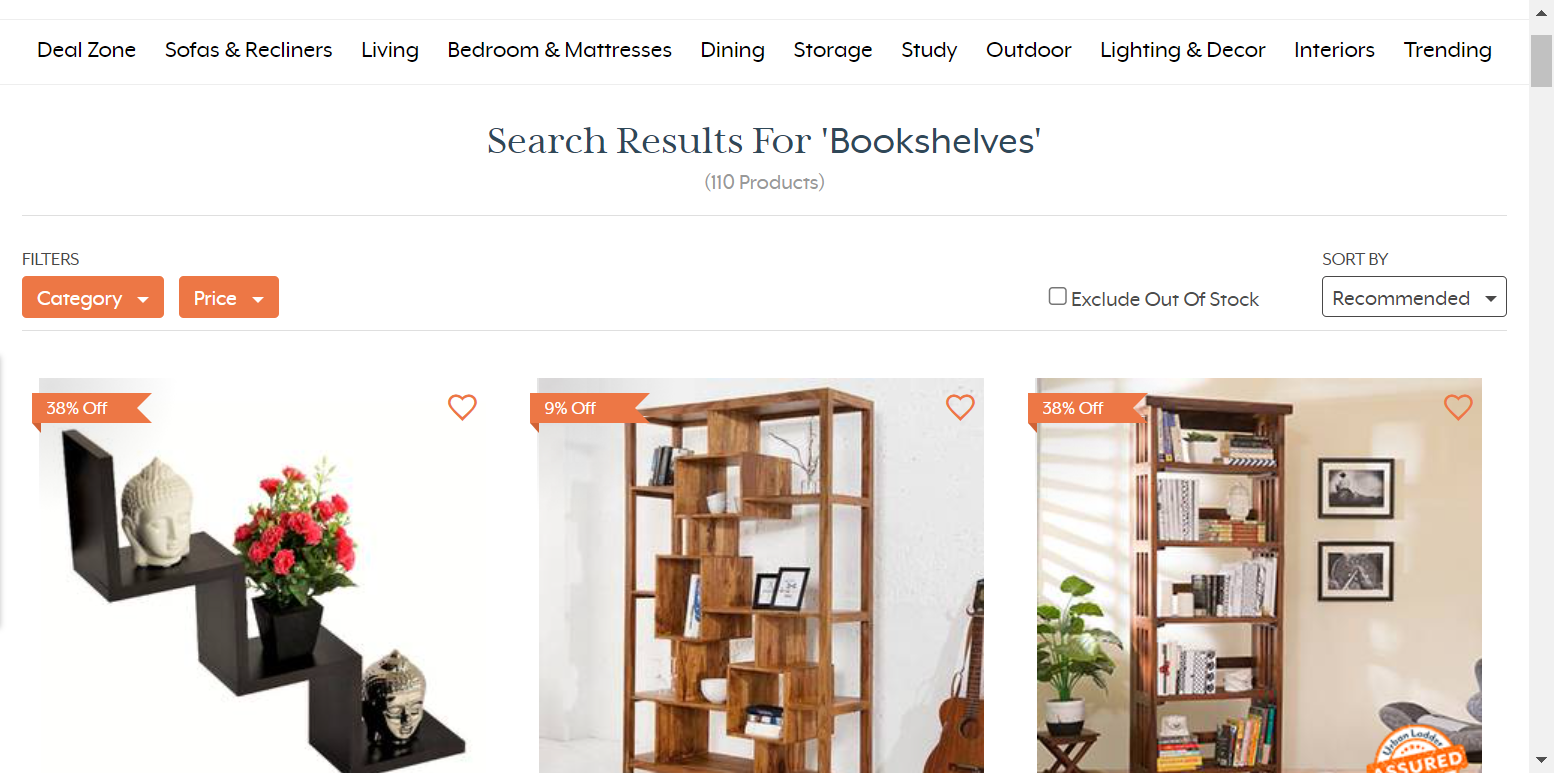 Deal Zone Sofas & Recliners Living Bedroom & Mattresses Dining Storage Study Outdoor Lighting & Decor Interiors Trending
Search Results For 'Bookshelves'
(110 Products)
FILTERS
SORT BY
Category Price
Exclude Out Of Stock
Recommended
38% Off
9% Off
38% Off
Urban Ladder
ASSURED